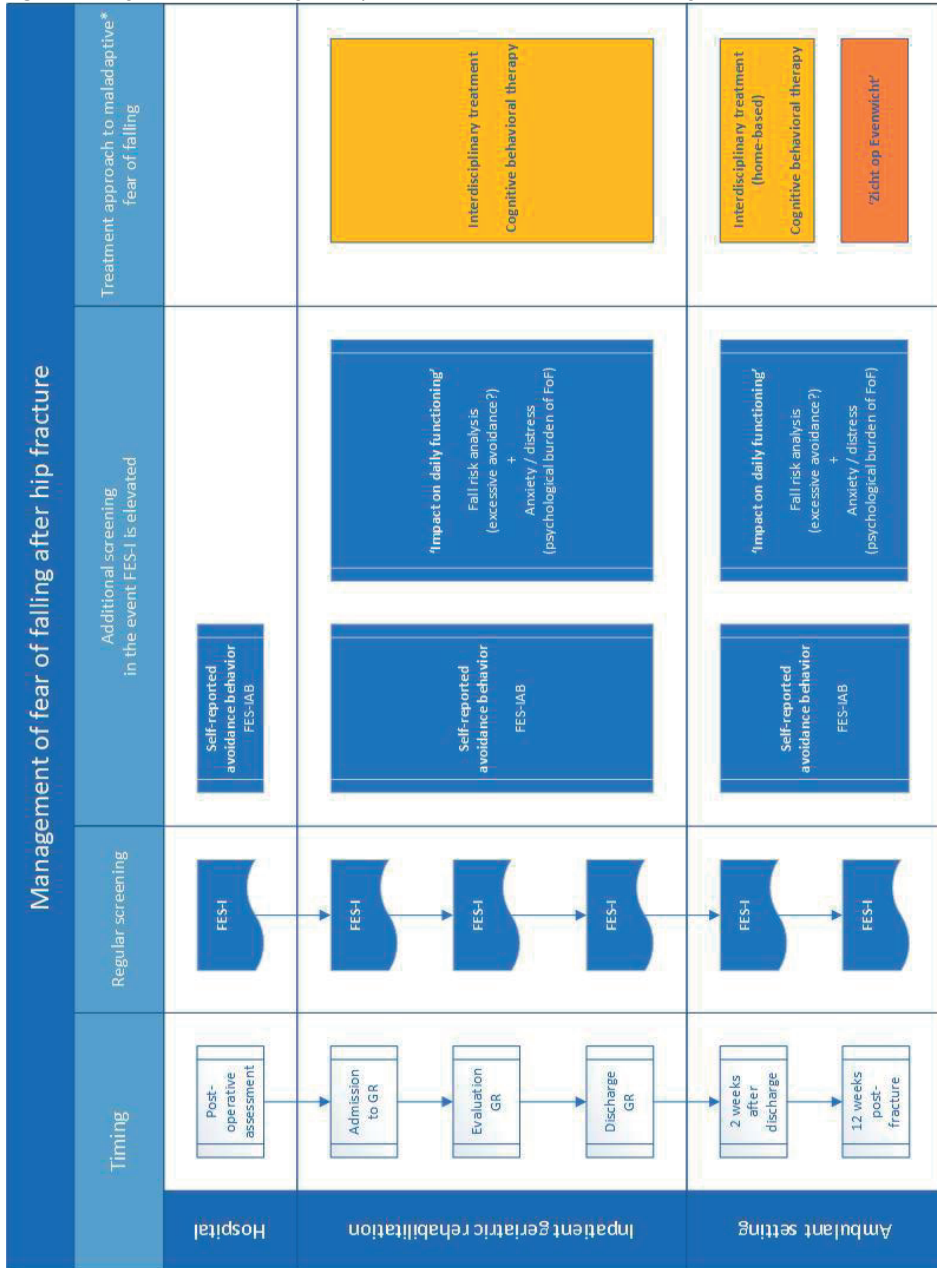 Management of fear of falling after hip fracture
Timing
Regular screening
Additional screening
in the event FES-I is elevated
Treatment approach to maladaptive*
fear of falling
Hospital
Post-
operative
assessment
FES-I
Self-reported
avoidance behavior
FES-IAB
Inpatient geriatric rehabilitation
Admission
to GR
FES-I
Evaluation
GR
FES-I
Discharge
GR
FES-I
Self-reported
avoidance behavior
FES-IAB
'Impact on daily functioning'
Fall risk analysis
(excessive avoidance?)
+
Anxiety / distress
(psychological burden of FoF)
Interdisciplinary treatment
Cognitive behavioral therapy
Ambulant setting
2 weeks
after
discharge
FES-I
12 weeks
post-
fracture
FES-I
Self-reported
avoidance behavior
FES-IAB
'Impact on daily functioning'
Fall risk analysis
(excessive avoidance?)
+
Anxiety / distress
(psychological burden of FoF)
Interdisciplinary treatment
(home-based)
Cognitive behavioral therapy
'Zicht op Evenwicht'